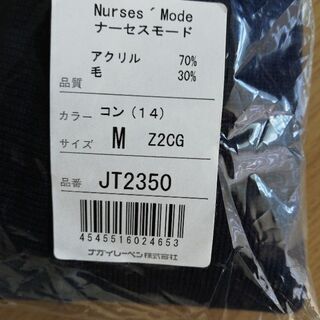 Nurses´Mode
ナーセスモード
アクリル 70%
毛 30%
品質
カラー コン(14)
サイズ M Z2CG
品番 JT2350
4545516024653
ナガイレーベン株式会社